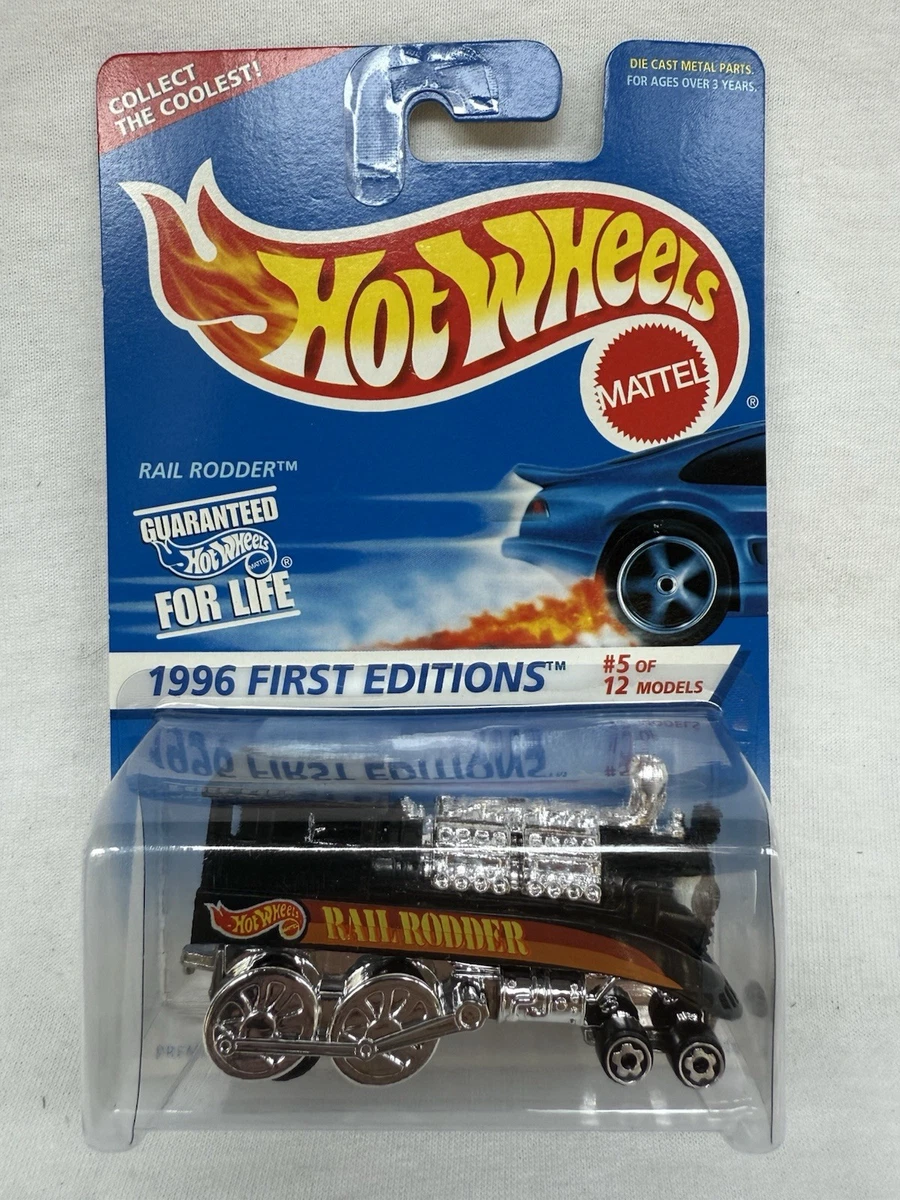 COLLECT
THE COOLEST!
DIE CAST METAL PARTS.
FOR AGES OVER 3 YEARS.
HOT WHEELS
MATTEL
®
RAIL RODDER™
GUARANTEED
HOT WHEELS
MATTEL
®
FOR LIFE
1996 FIRST EDITIONS™
#5 OF
12 MODELS
HOT WHEELS
RAIL RODDER